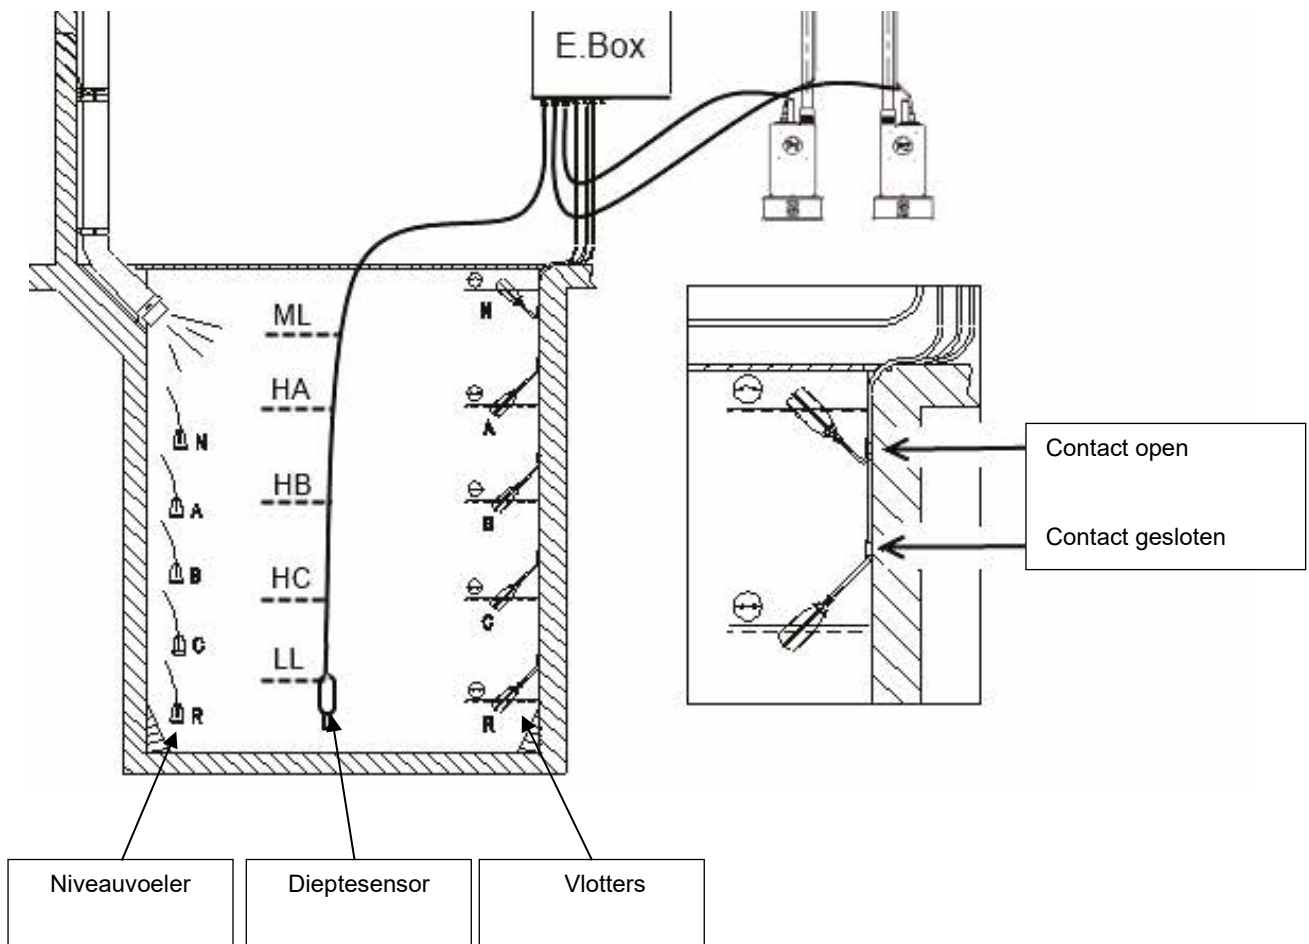 E.Box
ML
HA
HB
HC
LL
N
A
B
C
R
A
B
C
R
Contact open
Contact gesloten
Niveauvoeler
Dieptesensor
Vlotters